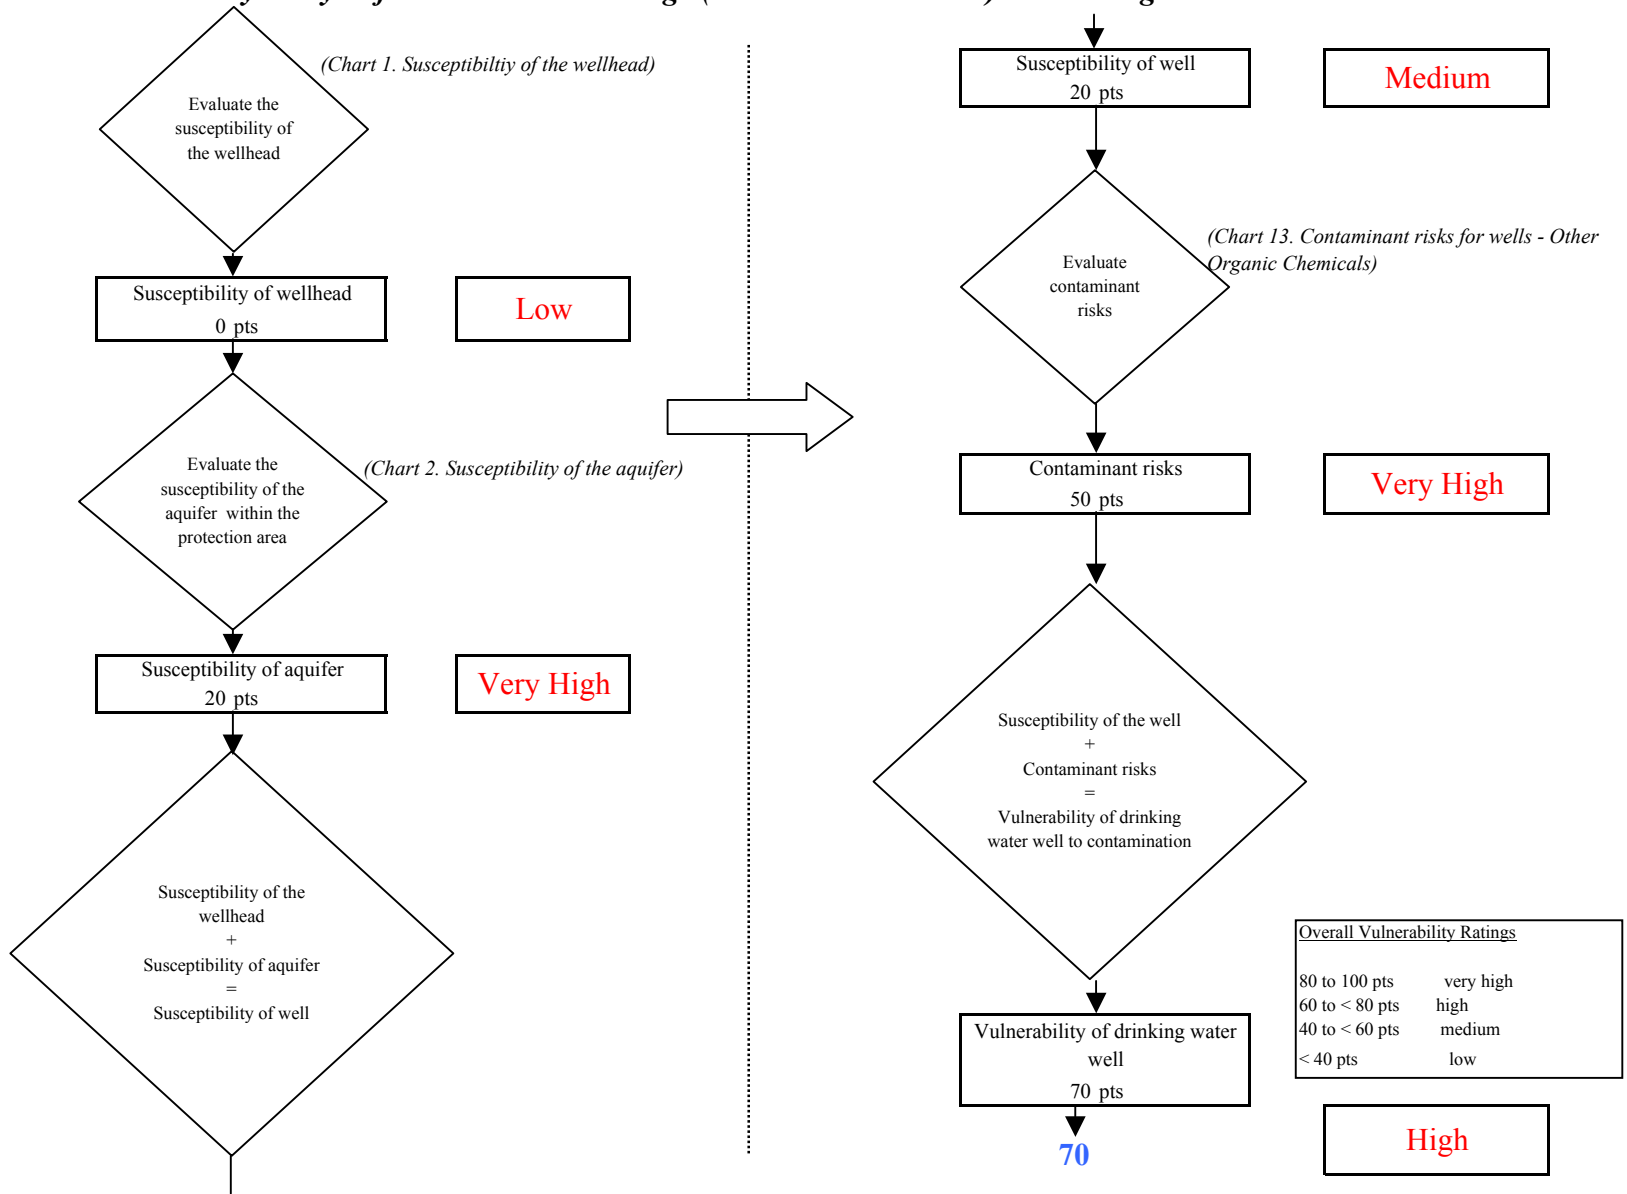 (Chart 1. Susceptibiltiy of the wellhead)
Evaluate the
susceptibility of
the wellhead
Susceptibility of wellhead
0 pts
Low
Evaluate the
susceptibility of the
aquifer within the
protection area
(Chart 2. Susceptibility of the aquifer)
Susceptibility of aquifer
20 pts
Very High
Susceptibility of the
wellhead
+
Susceptibility of aquifer
=
Susceptibility of well
Susceptibility of well
20 pts
Medium
Evaluate
contaminant
risks
(Chart 13. Contaminant risks for wells - Other
Organic Chemicals)
Contaminant risks
50 pts
Very High
Susceptibility of the well
+
Contaminant risks
=
Vulnerability of drinking
water well to contamination
Vulnerability of drinking water
well
70 pts
70
Overall Vulnerability Ratings
80 to 100 pts very high
60 to < 80 pts high
40 to < 60 pts medium
< 40 pts low
High